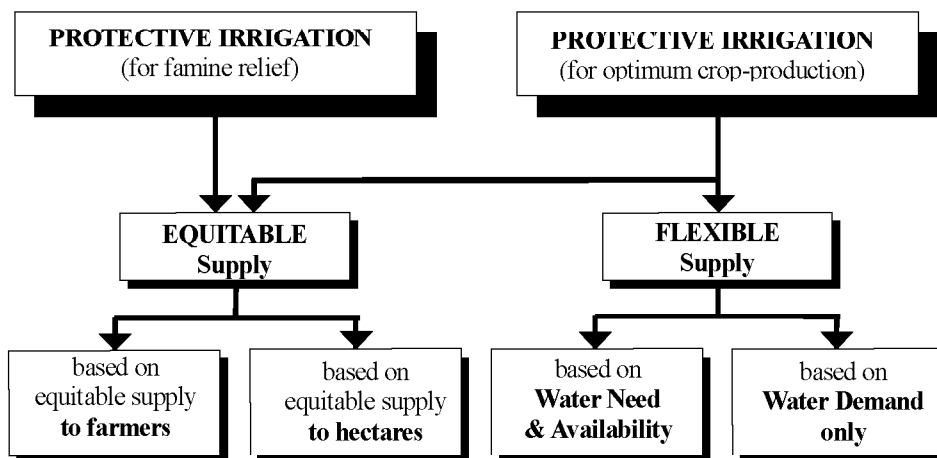 PROTECTIVE IRRIGATION
(for famine relief)
PROTECTIVE IRRIGATION
(for optimum crop-production)
EQUITABLE
Supply
FLEXIBLE
Supply
based on
equitable supply
to farmers
based on
equitable supply
to hectares
based on
Water Need
& Availability
based on
Water Demand
only